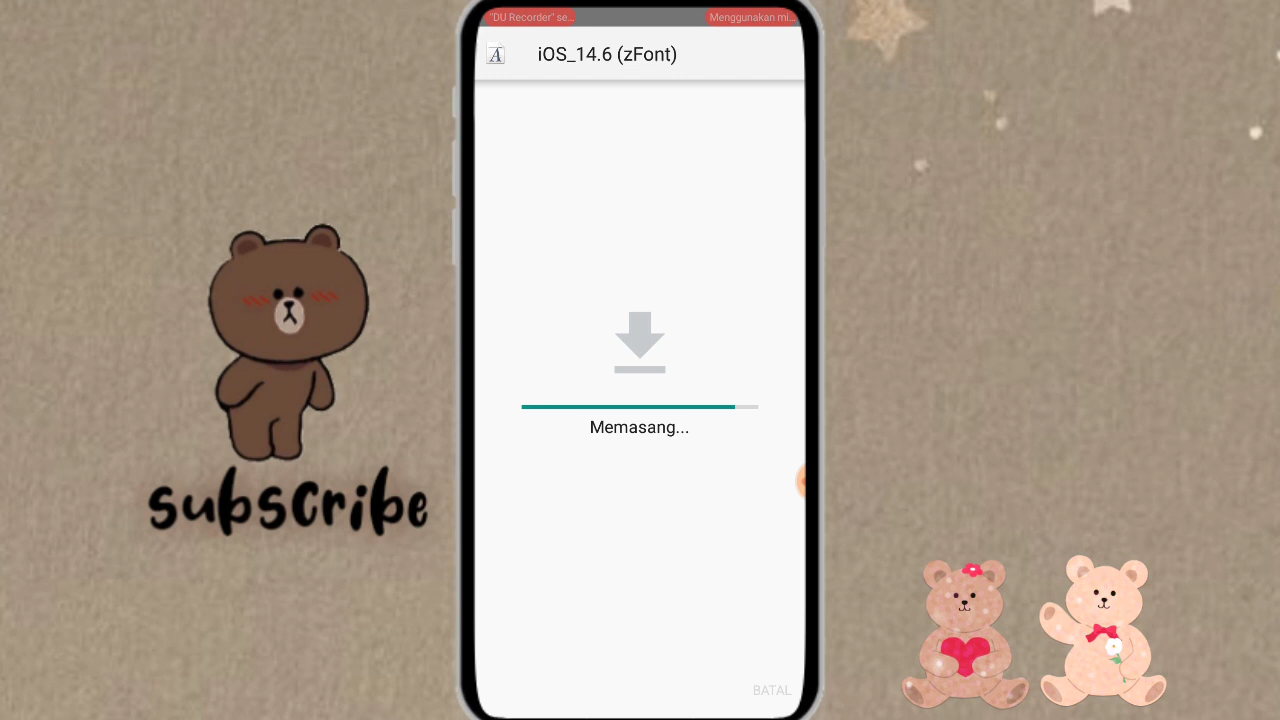 "DU Recorder" se...
Menggunakan mi...
A
iOS_14.6 (zFont)
Memasang...
BATAL
subscribe